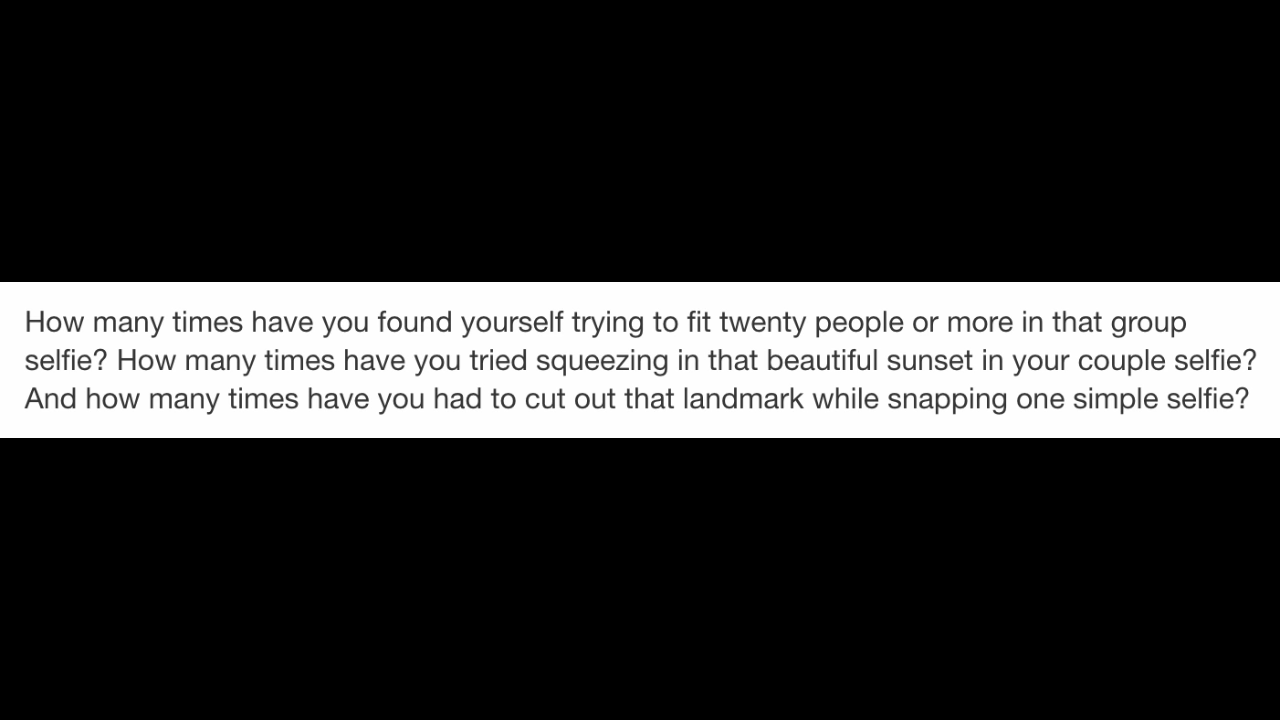 How many times have you found yourself trying to fit twenty people or more in that group
selfie? How many times have you tried squeezing in that beautiful sunset in your couple selfie?
And how many times have you had to cut out that landmark while snapping one simple selfie?